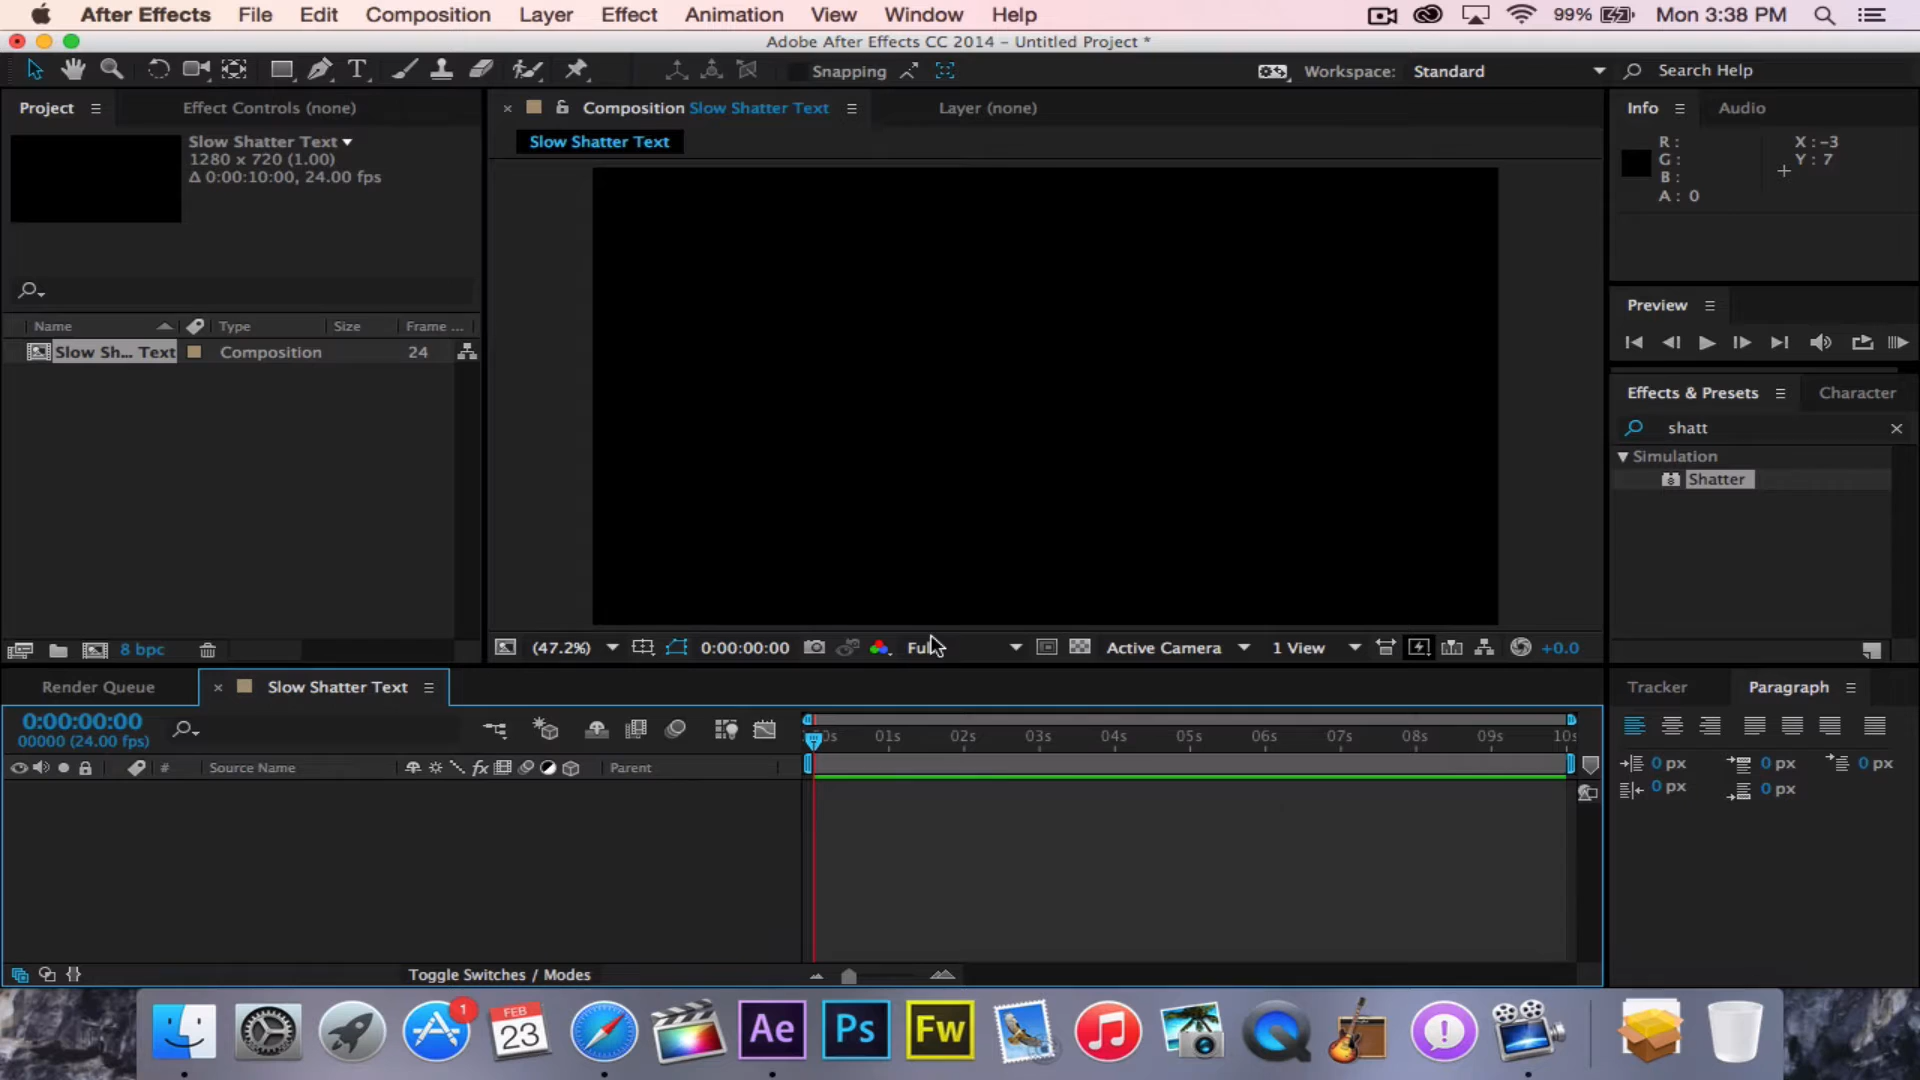 After Effects File Edit Composition Layer Effect Animation View Window Help 99% Mon 3:38 PM
Adobe After Effects CC 2014 – Untitled Project *
T Snapping Workspace: Standard Search Help
Project Effect Controls (none) Composition Slow Shatter Text Layer (none) Info Audio
Slow Shatter Text
1280 x 720 (1.00)
Δ 0:00:10:00, 24.00 fps
Slow Shatter Text
R :
G :
B :
A : 0
X : -3
Y : 7
Preview
Name Type Size Frame ...
Slow Sh... Text Composition 24
Effects & Presets Character
shatt
Simulation
8 Shatter
8 bpc
(47.2%) 0:00:00:00 Active Camera 1 View +0.0
Render Queue Slow Shatter Text Tracker Paragraph
0:00:00:00
00000 (24.00 fps)
01s 02s 03s 04s 05s 06s 07s 08s 09s
# Source Name fx Parent
0 px 0 px 0 px
0 px 0 px
Toggle Switches / Modes
1
FEB
23
Ae Ps Fw